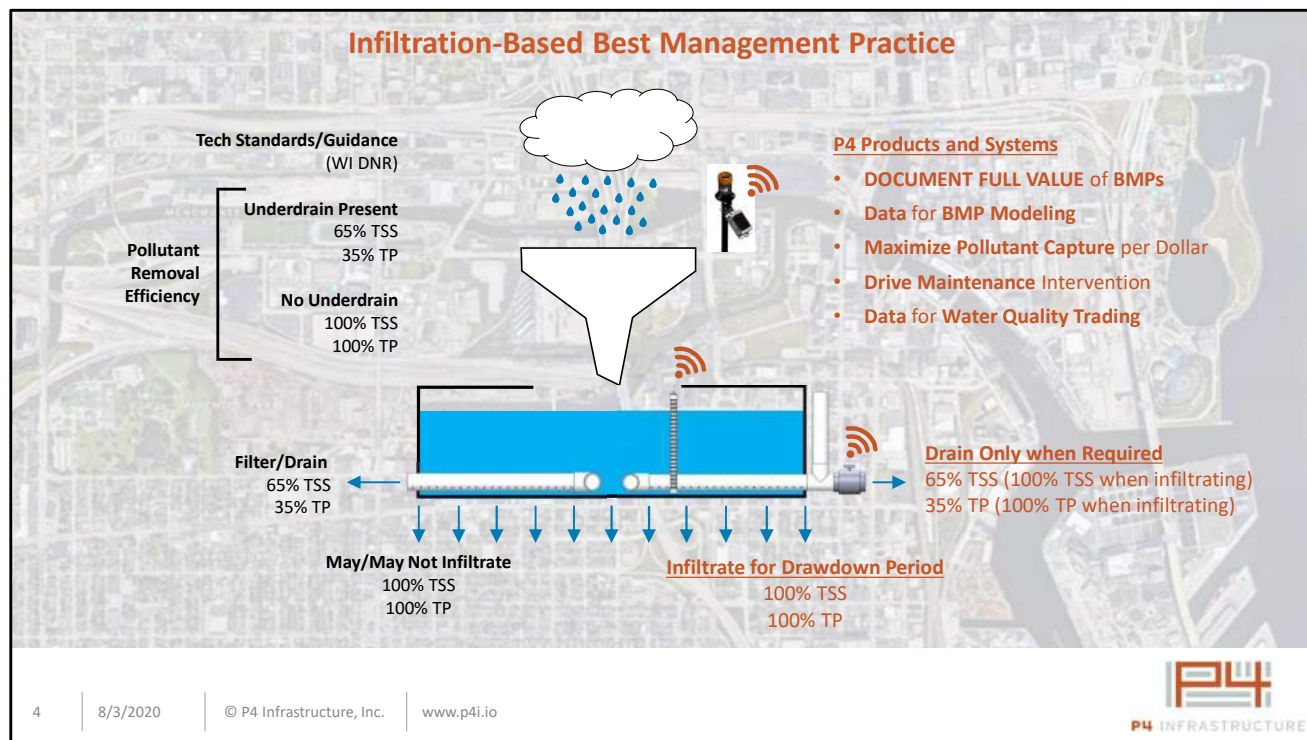 Infiltration-Based Best Management Practice
Tech Standards/Guidance
(WI DNR)
Pollutant
Removal
Efficiency
Underdrain Present
65% TSS
35% TP
No Underdrain
100% TSS
100% TP
P4 Products and Systems
• DOCUMENT FULL VALUE of BMPs
• Data for BMP Modeling
• Maximize Pollutant Capture per Dollar
• Drive Maintenance Intervention
• Data for Water Quality Trading
Filter/Drain
65% TSS
35% TP
Drain Only when Required
65% TSS (100% TSS when infiltrating)
35% TP (100% TP when infiltrating)
May/May Not Infiltrate
100% TSS
100% TP
Infiltrate for Drawdown Period
100% TSS
100% TP
4
8/3/2020
© P4 Infrastructure, Inc.
www.p4i.io
P4
P4 INFRASTRUCTURE